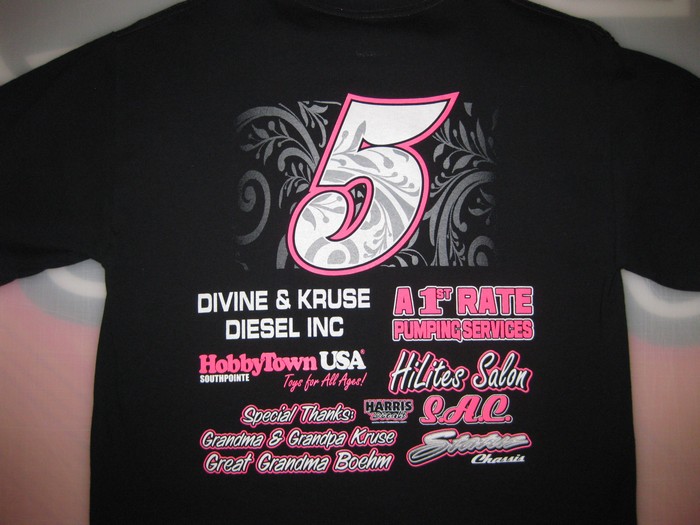 5
DIVINE & KRUSE
DIESEL INC
A 1ST RATE
PUMPING SERVICES
HobbyTown USA®
SOUTHPOINTE
Toys for All Ages!
HiLites Salon
Special Thanks:
Grandma & Grandpa Kruse
Great Grandma Boehm
HARRIS
S.A.C.
Chassis